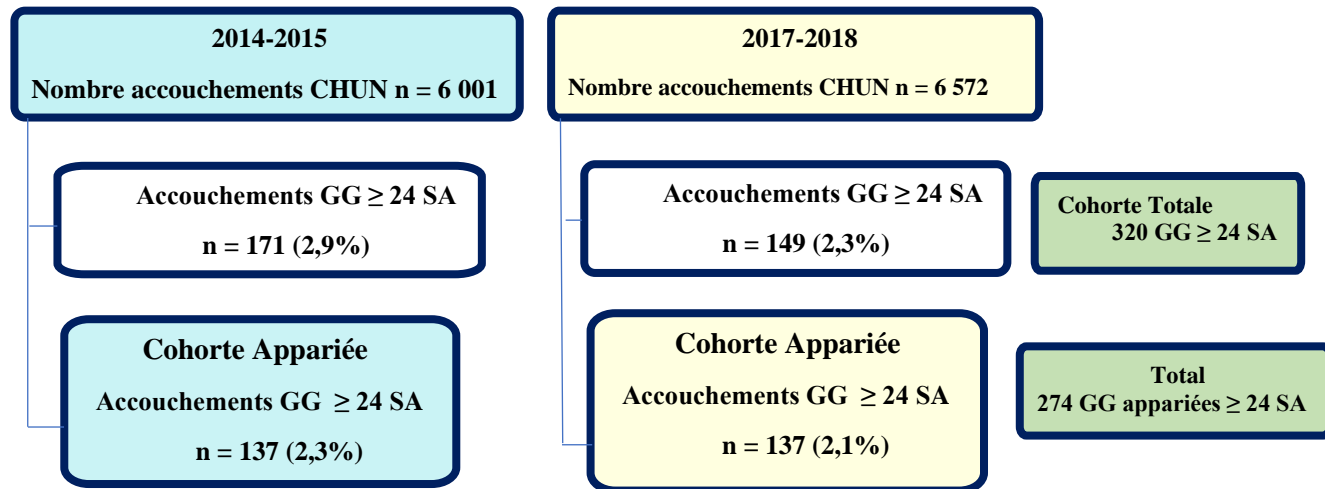 2014-2015
Nombre accouchements CHUN n = 6 001
Accouchements GG ≥ 24 SA
n = 171 (2,9%)
Cohorte Appariée
Accouchements GG ≥ 24 SA
n = 137 (2,3%)
2017-2018
Nombre accouchements CHUN n = 6 572
Accouchements GG ≥ 24 SA
n = 149 (2,3%)
Cohorte Appariée
Accouchements GG ≥ 24 SA
n = 137 (2,1%)
Cohorte Totale
320 GG ≥ 24 SA
Total
274 GG appariées ≥ 24 SA